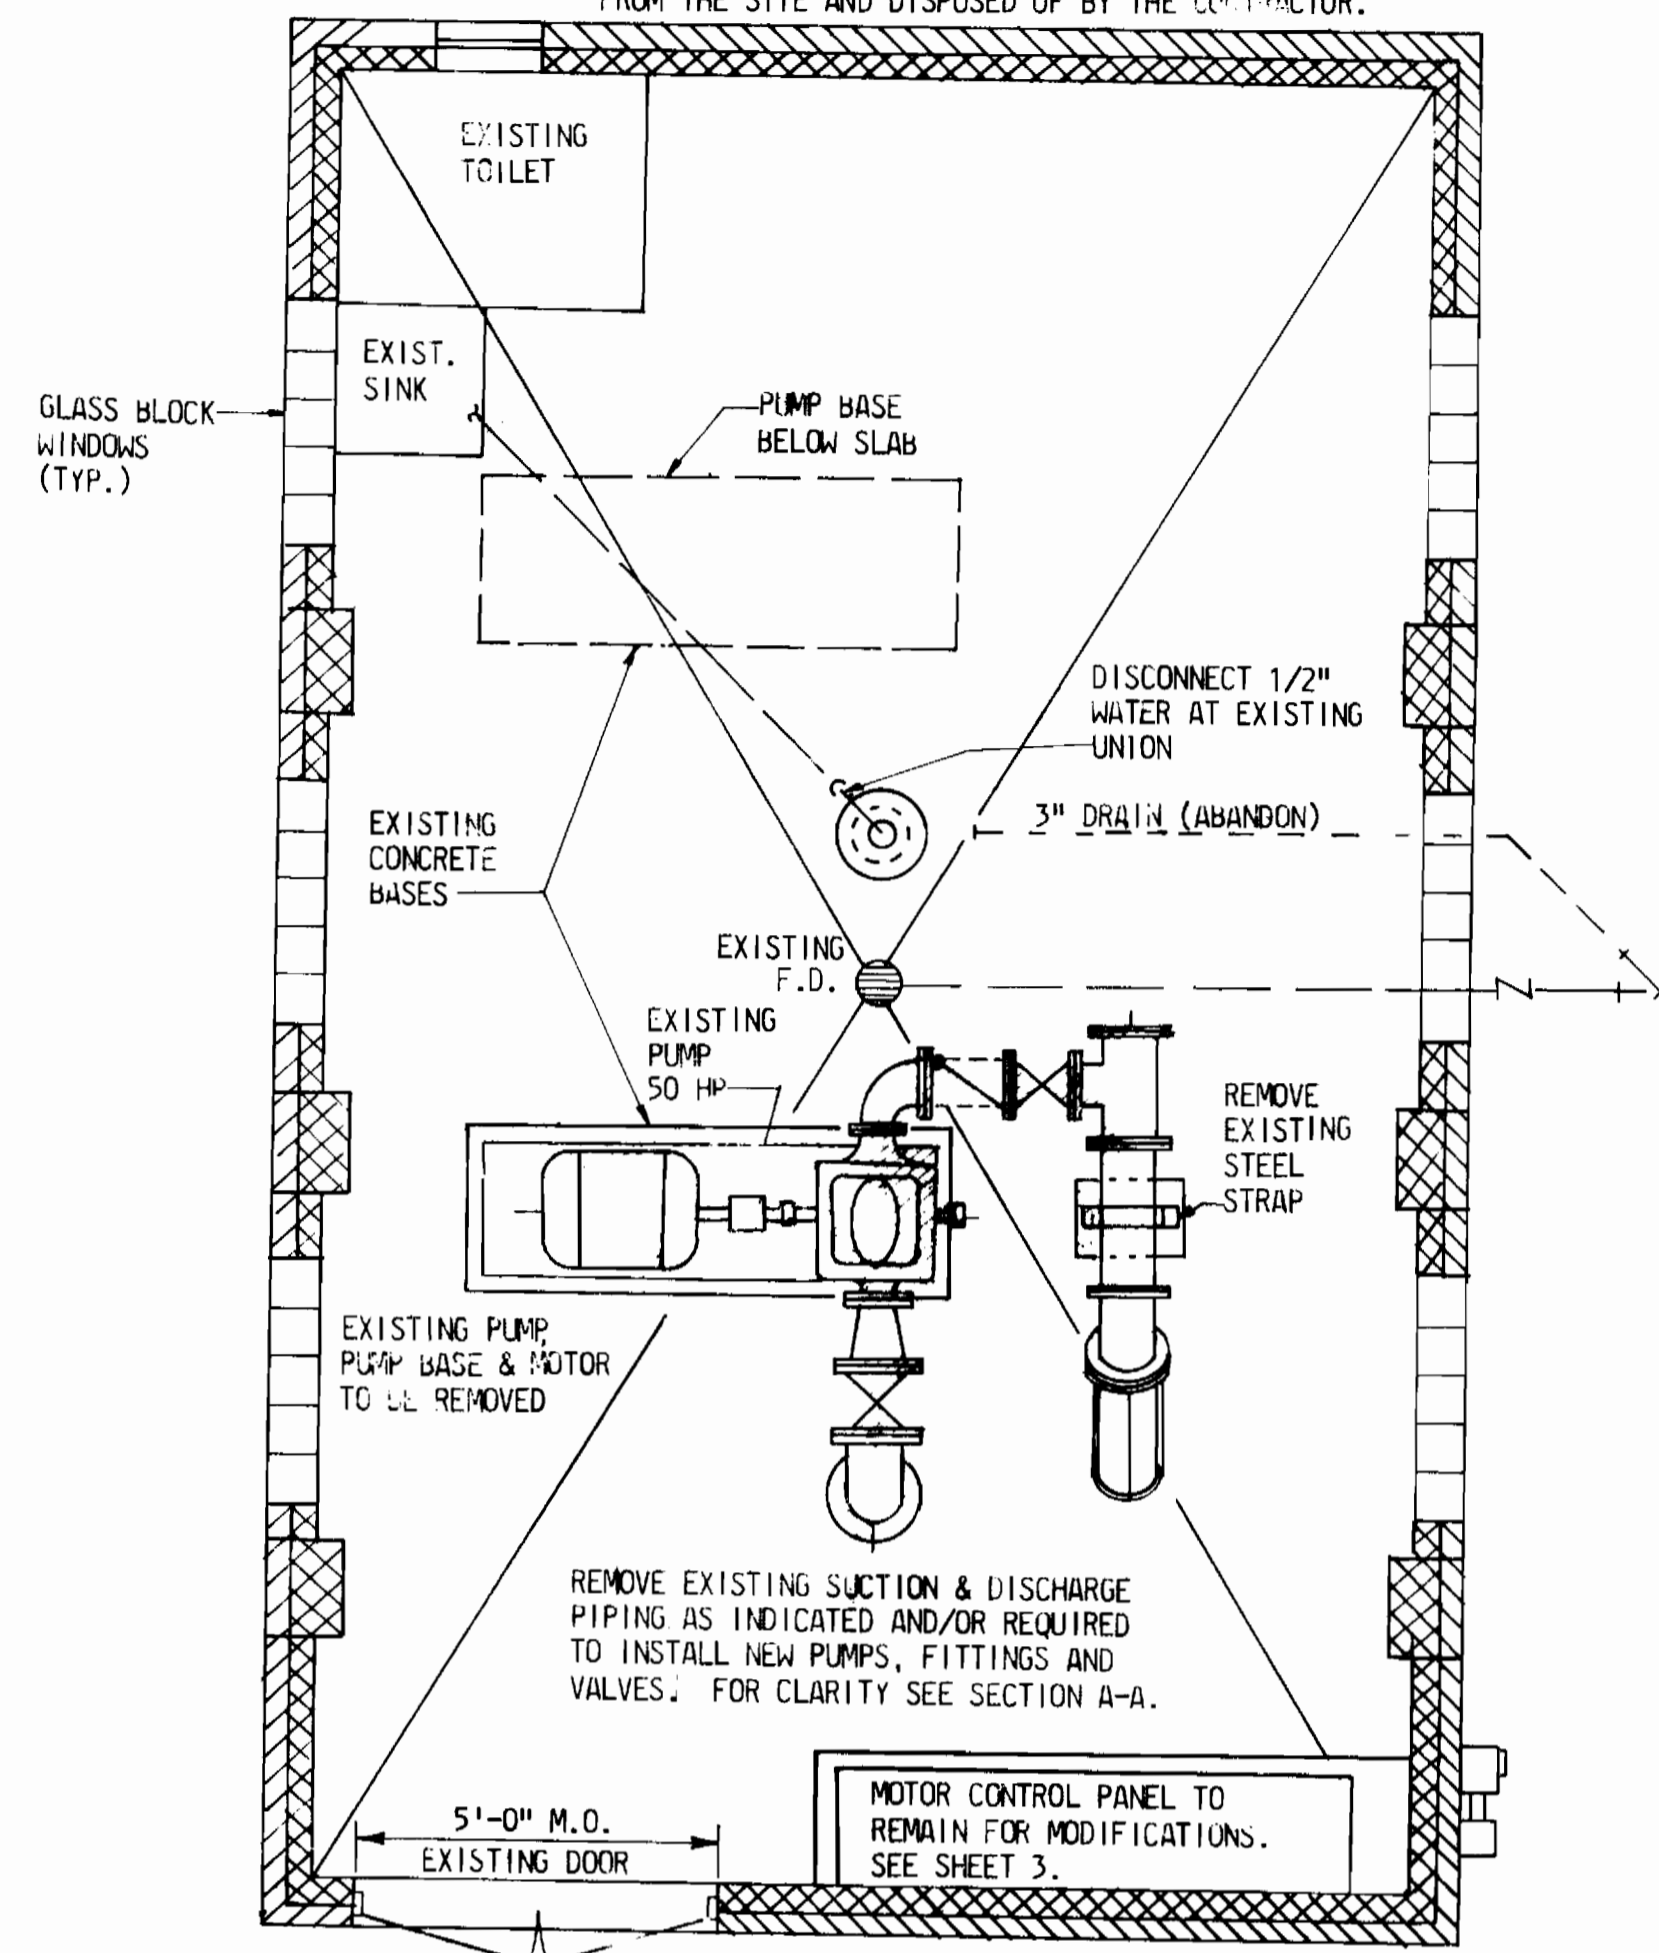 FROM THE SITE AND DISPOSED OF BY THE CONTRACTOR.
EXISTING
TOILET
EXIST.
SINK
GLASS BLOCK
WINDOWS
(TYP.)
PUMP BASE
BELOW SLAB
DISCONNECT 1/2"
WATER AT EXISTING
UNION
3" DRAIN (ABANDON)
EXISTING
CONCRETE
BASES
EXISTING
F.D.
EXISTING
PUMP
50 HP
REMOVE
EXISTING
STEEL
STRAP
EXISTING PUMP,
PUMP BASE & MOTOR
TO BE REMOVED
REMOVE EXISTING SUCTION & DISCHARGE
PIPING AS INDICATED AND/OR REQUIRED
TO INSTALL NEW PUMPS, FITTINGS AND
VALVES. FOR CLARITY SEE SECTION A-A.
MOTOR CONTROL PANEL TO
REMAIN FOR MODIFICATIONS.
SEE SHEET 3.
5'-0" M.O.
EXISTING DOOR